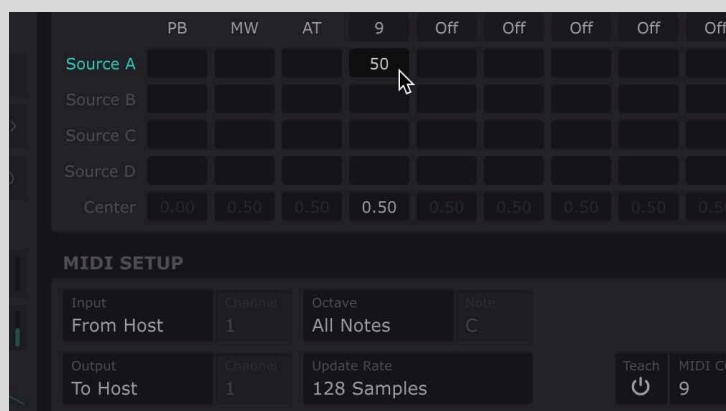 PB MW AT 9 Off Off Off Off Off
Source A 50
Source B
Source C
Source D
Center 0.00 0.50 0.50 0.50 0.50 0.50 0.50 0.50
MIDI SETUP
Input Channel Octave Note
From Host 1 All Notes C
Output Channel Update Rate Teach MIDI
To Host 1 128 Samples 9